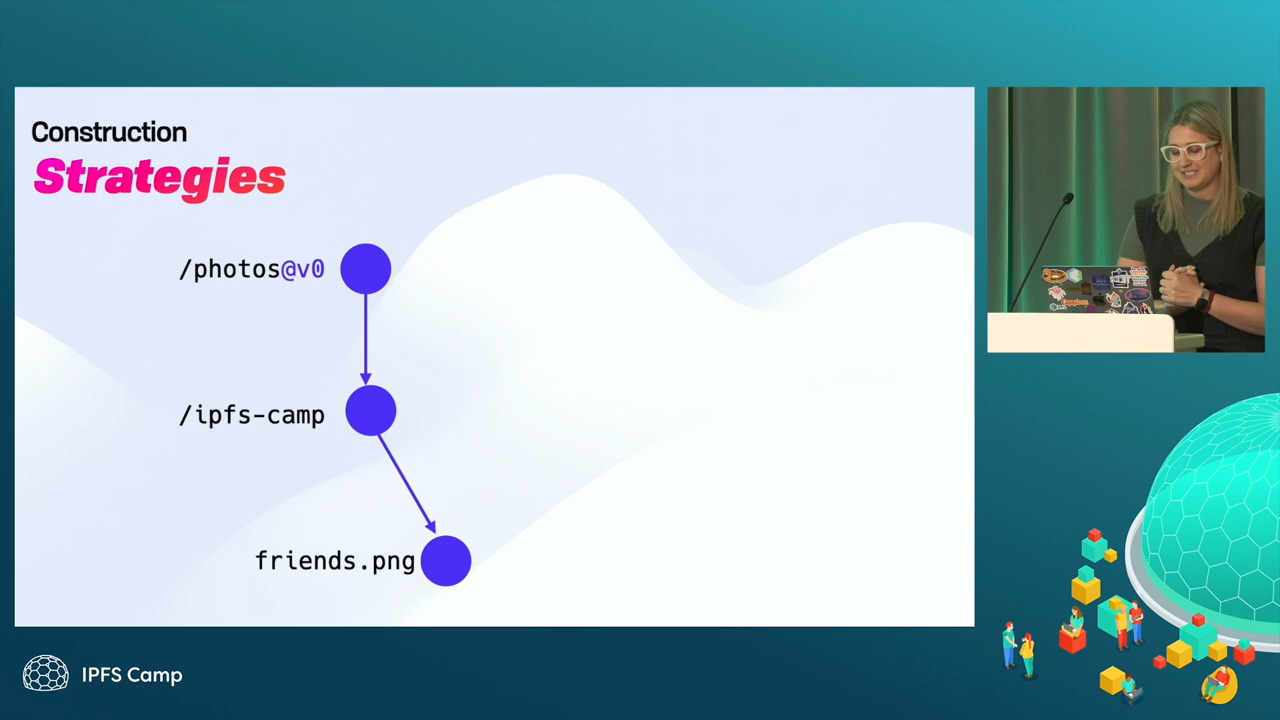 Construction
Strategies
/photos@v0
/ipfs-camp
friends.png
IPFS Camp